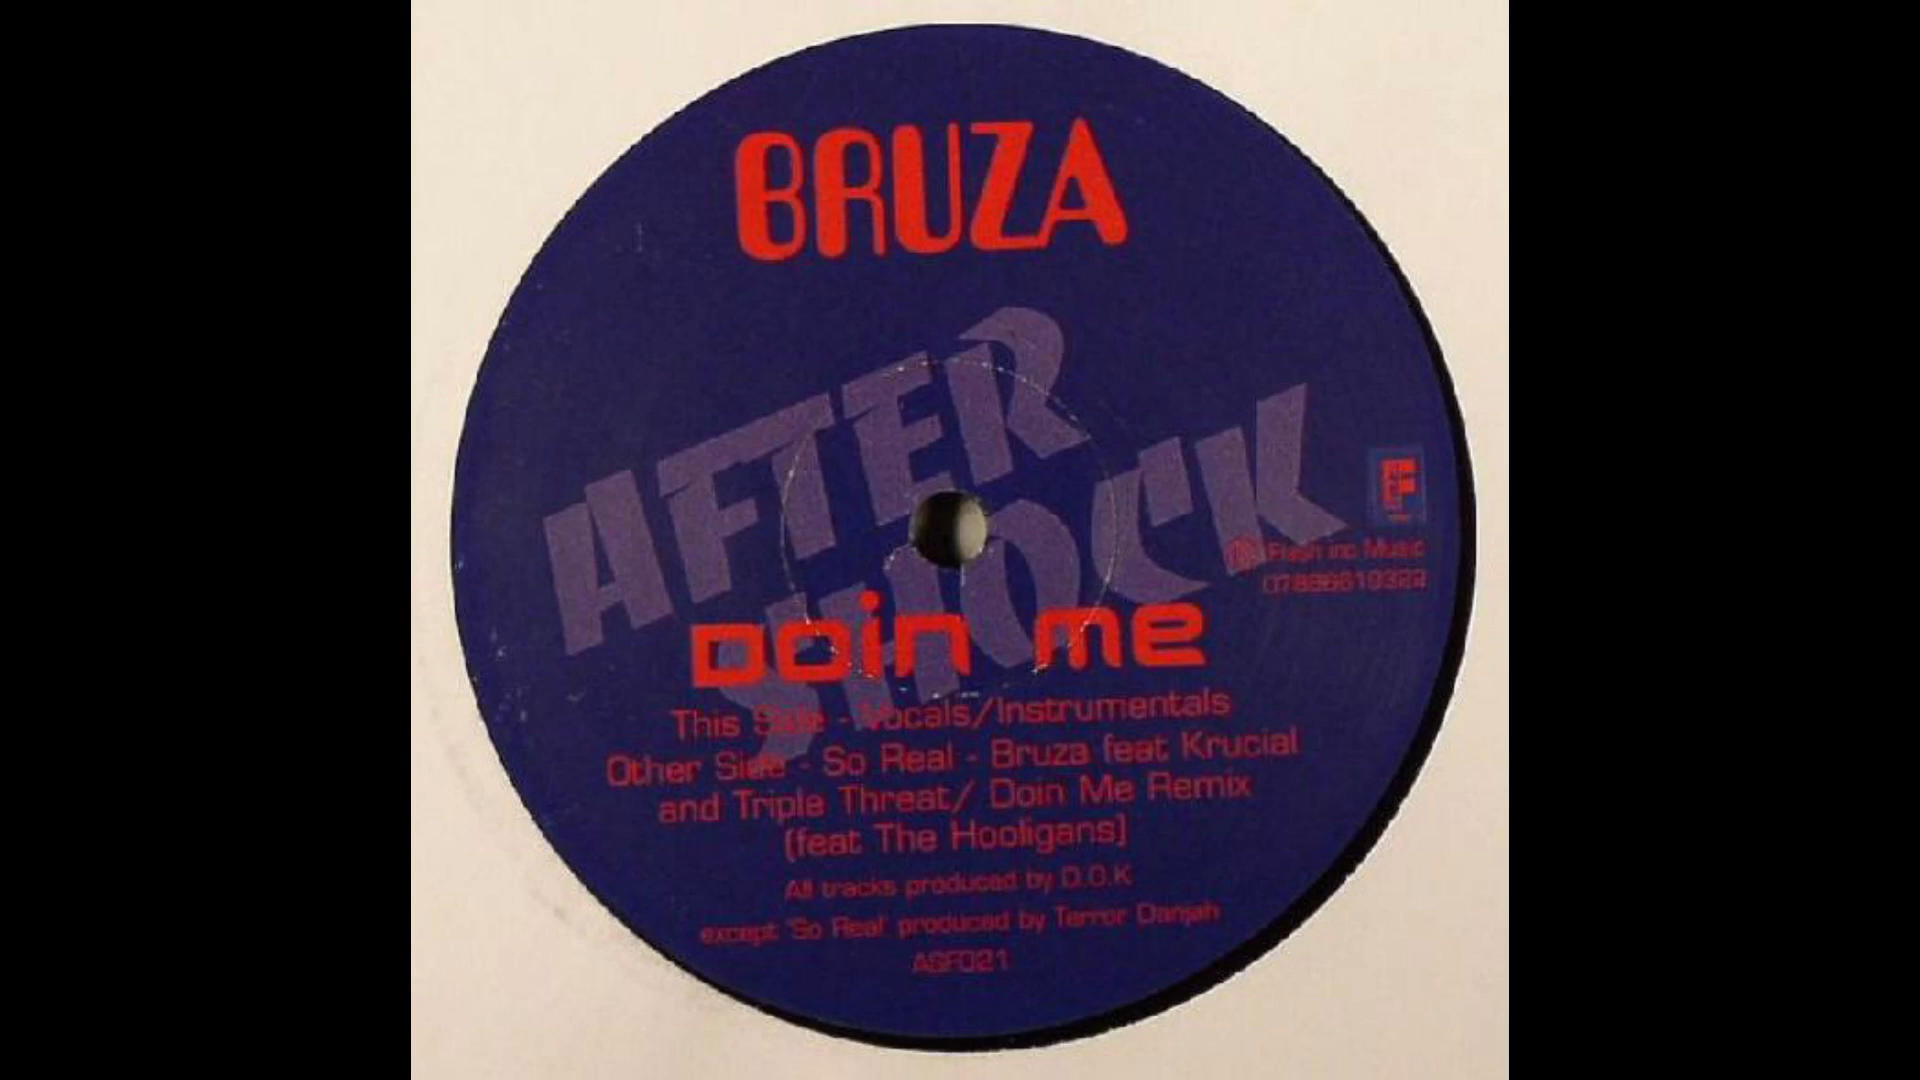 BRUZA
AFTER
SHOCK
F
℗ Flash inc Music
Doin me
This Side - Vocals/Instrumentals
Other Side - So Real - Bruza feat Krucial
and Triple Threat/ Doin Me Remix
(feat The Hooligans)
All tracks produced by D.O.K
except 'So Real' produced by Terror Danjah